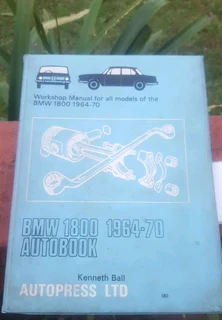 Workshop Manual for all models of the
BMW 1800 1964-70
BMW 1800 1964-70
AUTOBOOK
Kenneth Ball
AUTOPRESS LTD